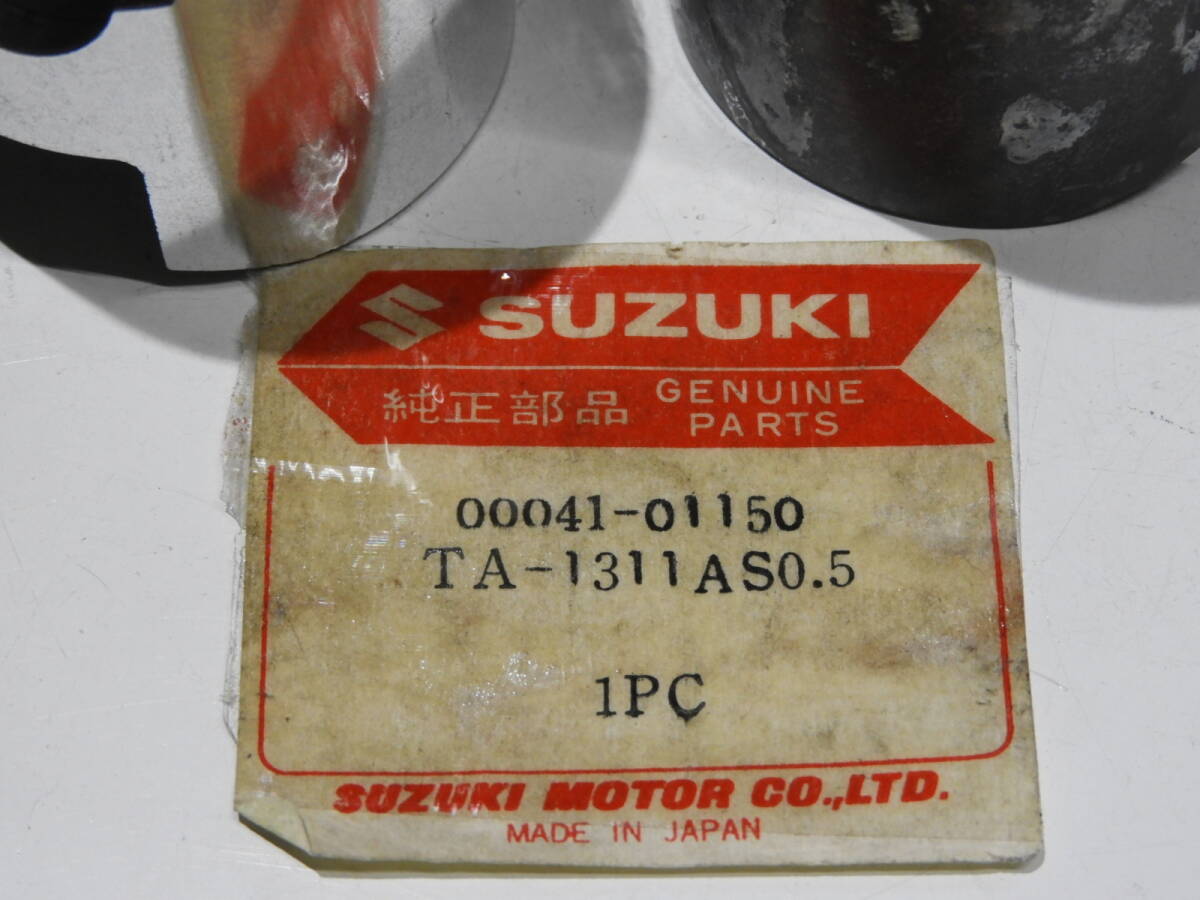 SUZUKI
純正部品 GENUINE PARTS
00041-01150
TA-1311AS0.5
1PC
SUZUKI MOTOR CO.,LTD.
MADE IN JAPAN